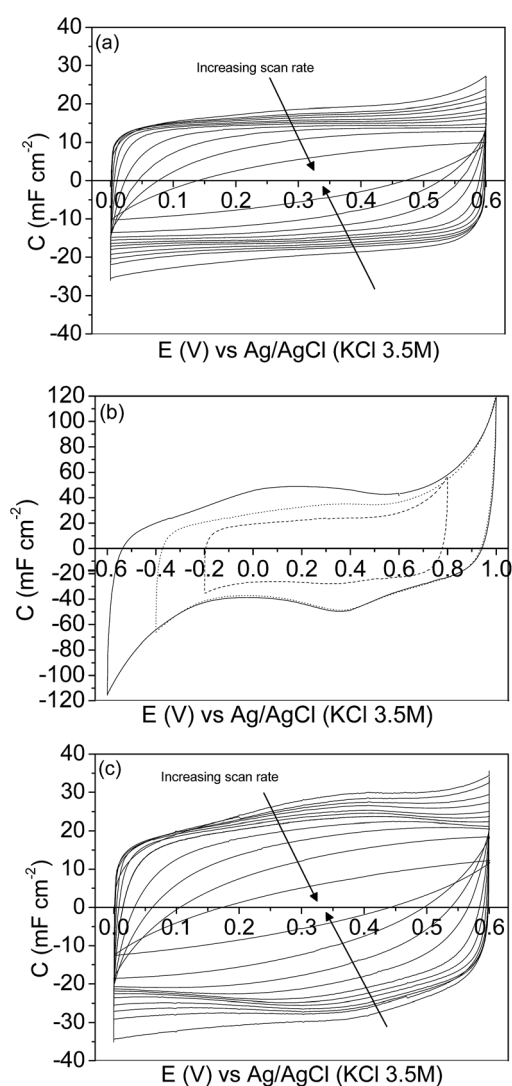 (a)
Increasing scan rate
40
30
20
10
0
-10
-20
-30
-40
0.0 0.1 0.2 0.3 0.4 0.5 0.6
C (mF cm-2)
E (V) vs Ag/AgCl (KCl 3.5M)
(b)
120
100
80
60
40
20
0
-20
-40
-60
-80
-100
-120
-0.6 -0.4 -0.2 0.0 0.2 0.4 0.6 0.8 1.0
C (mF cm-2)
E (V) vs Ag/AgCl (KCl 3.5M)
(c)
Increasing scan rate
40
30
20
10
0
-10
-20
-30
-40
0.0 0.1 0.2 0.3 0.4 0.5 0.6
C (mF cm-2)
E (V) vs Ag/AgCl (KCl 3.5M)